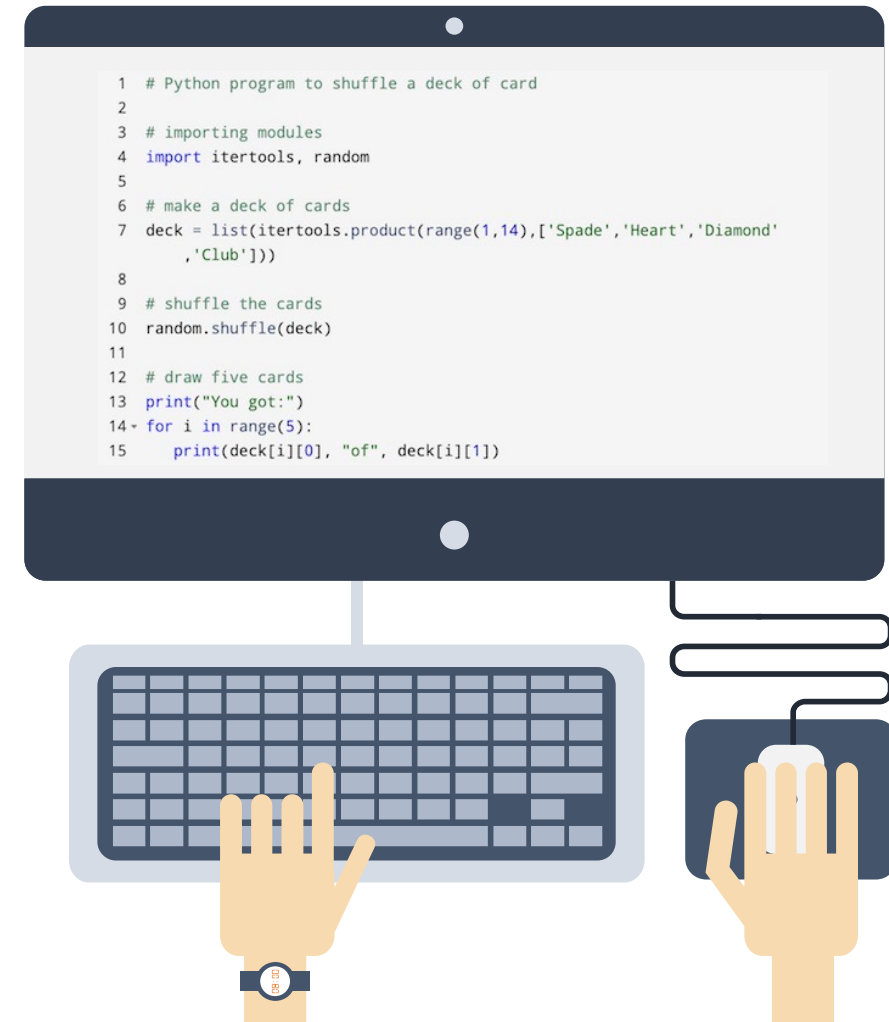 1 # Python program to shuffle a deck of card
2
3 # importing modules
4 import itertools, random
5
6 # make a deck of cards
7 deck = list(itertools.product(range(1,14),['Spade','Heart','Diamond'
,'Club']))
8
9 # shuffle the cards
10 random.shuffle(deck)
11
12 # draw five cards
13 print("You got:")
14 for i in range(5):
15    print(deck[i][0], "of", deck[i][1])
08:00